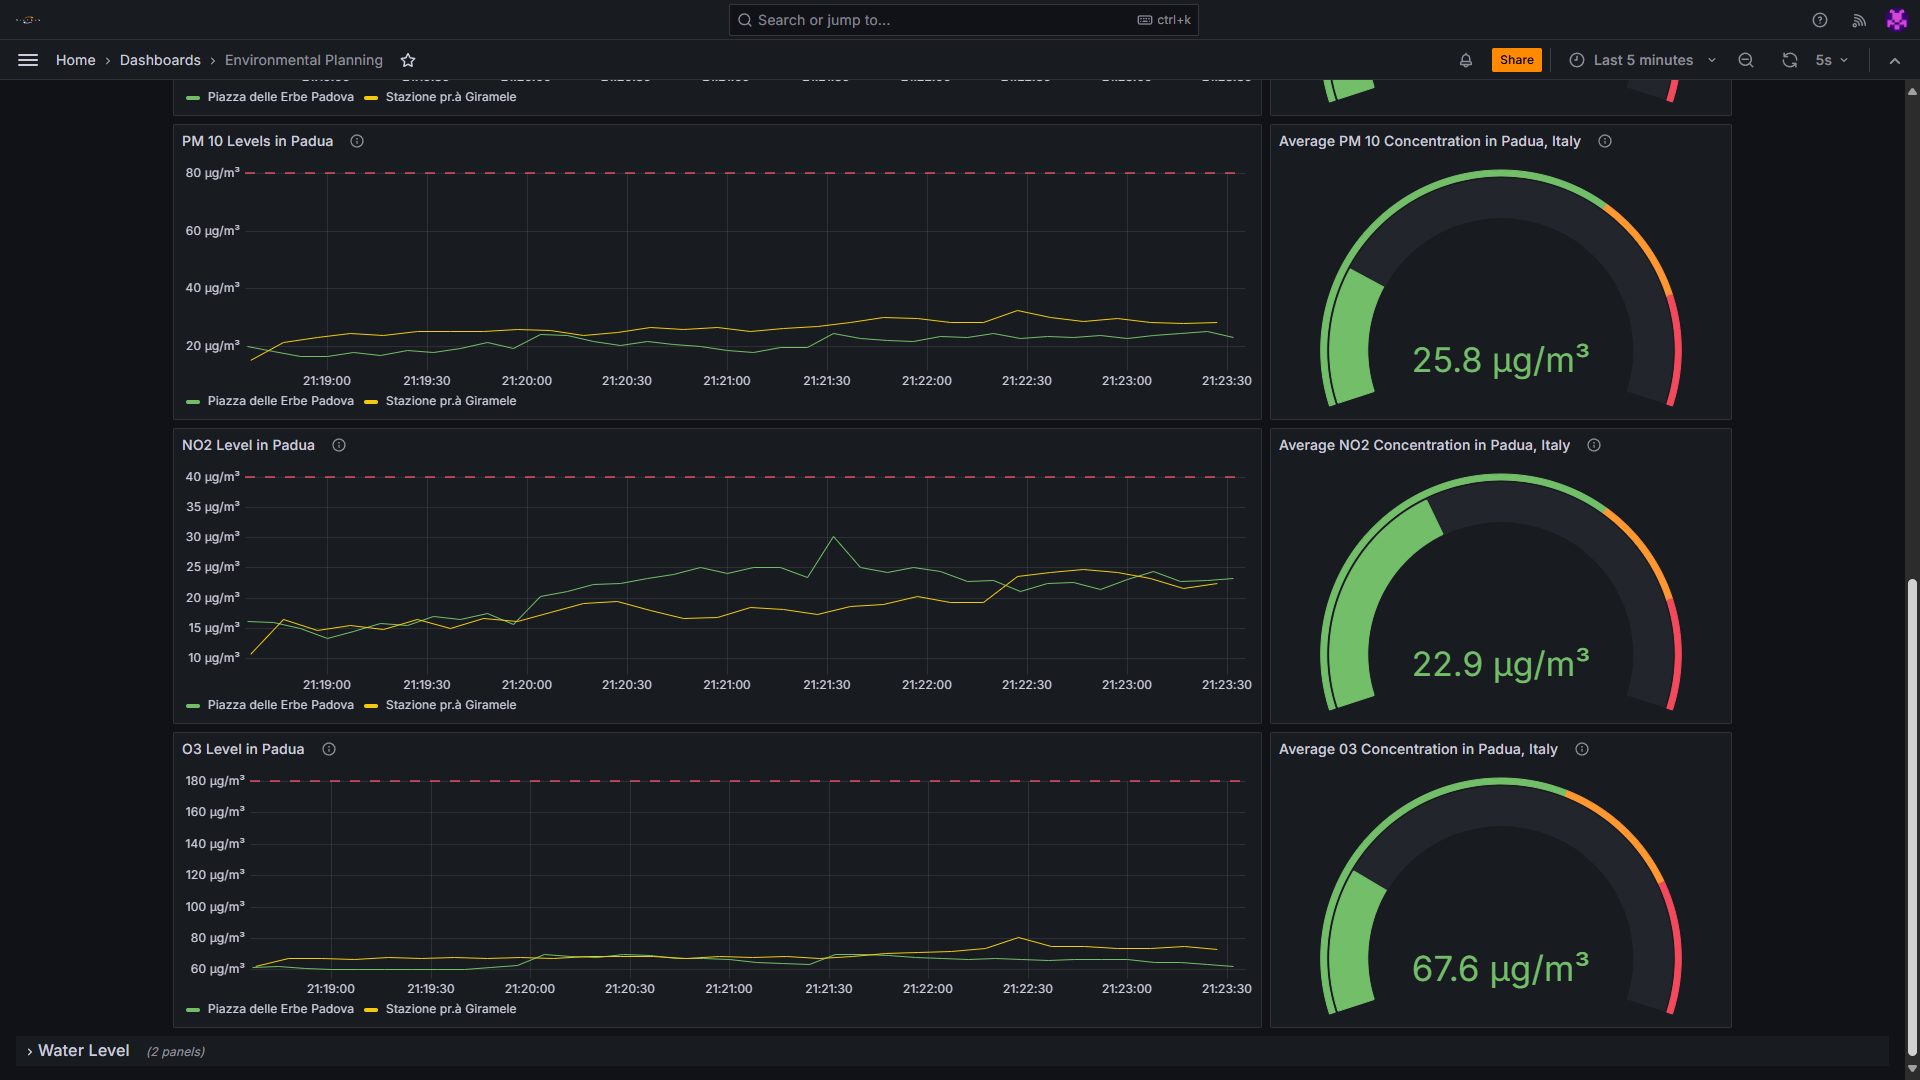 Search or jump to...
ctrl+k
Home › Dashboards › Environmental Planning
Share
Last 5 minutes
5s
Piazza delle Erbe Padova Stazione pr.à Giramele
PM 10 Levels in Padua
80 μg/m³
60 μg/m³
40 μg/m³
20 μg/m³
21:19:00 21:19:30 21:20:00 21:20:30 21:21:00 21:21:30 21:22:00 21:22:30 21:23:00 21:23:30
Piazza delle Erbe Padova Stazione pr.à Giramele
Average PM 10 Concentration in Padua, Italy
25.8 μg/m³
NO2 Level in Padua
40 μg/m³
35 μg/m³
30 μg/m³
25 μg/m³
20 μg/m³
15 μg/m³
10 μg/m³
21:19:00 21:19:30 21:20:00 21:20:30 21:21:00 21:21:30 21:22:00 21:22:30 21:23:00 21:23:30
Piazza delle Erbe Padova Stazione pr.à Giramele
Average NO2 Concentration in Padua, Italy
22.9 μg/m³
O3 Level in Padua
180 μg/m³
160 μg/m³
140 μg/m³
120 μg/m³
100 μg/m³
80 μg/m³
60 μg/m³
21:19:00 21:19:30 21:20:00 21:20:30 21:21:00 21:21:30 21:22:00 21:22:30 21:23:00 21:23:30
Piazza delle Erbe Padova Stazione pr.à Giramele
Average 03 Concentration in Padua, Italy
67.6 μg/m³
Water Level (2 panels)